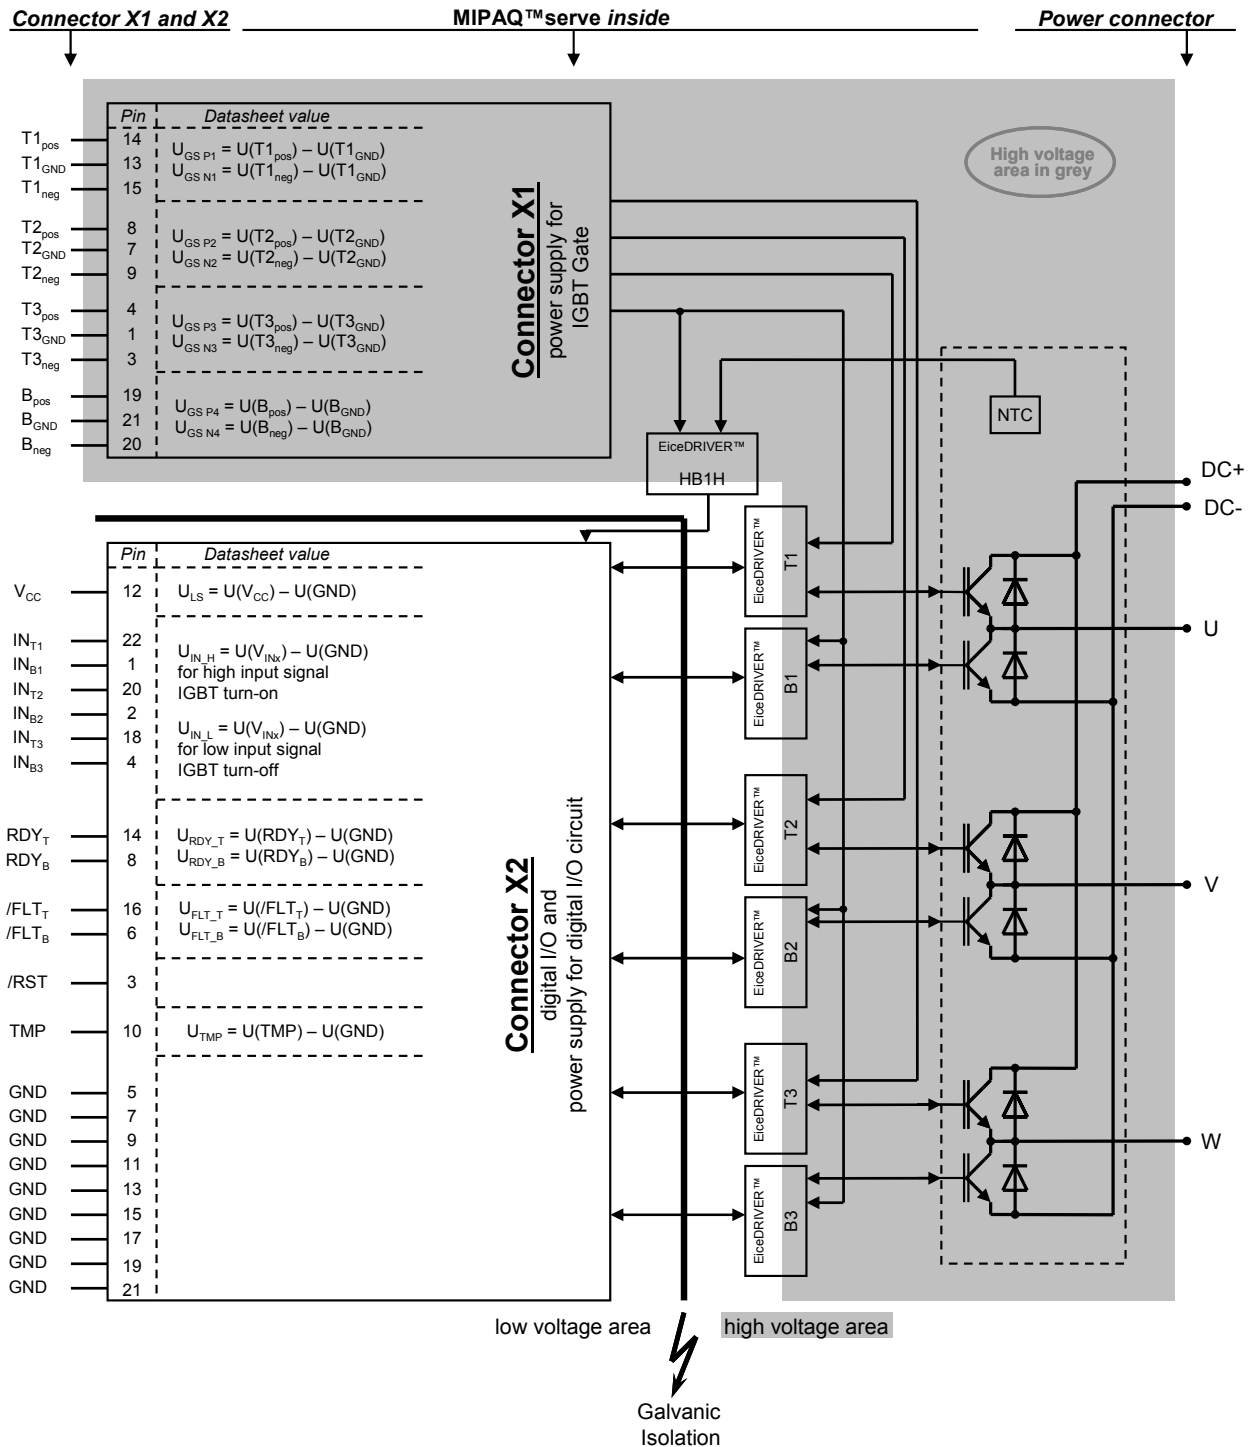 Connector X1 and X2
MIPAQ™serve inside
Power connector
Pin Datasheet value
T1pos 14
T1GND 13
T1neg 15
UGS P1 = U(T1pos) – U(T1GND)
UGS N1 = U(T1neg) – U(T1GND)
T2pos 8
T2GND 7
T2neg 9
UGS P2 = U(T2pos) – U(T2GND)
UGS N2 = U(T2neg) – U(T2GND)
T3pos 4
T3GND 1
T3neg 3
UGS P3 = U(T3pos) – U(T3GND)
UGS N3 = U(T3neg) – U(T3GND)
Bpos 19
BGND 21
Bneg 20
UGS P4 = U(Bpos) – U(BGND)
UGS N4 = U(Bneg) – U(BGND)
Connector X1
power supply for
IGBT Gate
High voltage
area in grey
NTC
EiceDRIVER™
HB1H
DC+
DC-
Pin Datasheet value
VCC 12 ULS = U(VCC) – U(GND)
INT1 22
INB1 1
INT2 20
INB2 2
INT3 18
INB3 4
UIN_H = U(VINx) – U(GND)
for high input signal
IGBT turn-on
UIN_L = U(VINx) – U(GND)
for low input signal
IGBT turn-off
RDYT 14 URDY_T = U(RDYT) – U(GND)
RDYB 8 URDY_B = U(RDYB) – U(GND)
/FLTT 16 UFLT_T = U(/FLTT) – U(GND)
/FLTB 6 UFLT_B = U(/FLTB) – U(GND)
/RST 3
TMP 10 UTMP = U(TMP) – U(GND)
GND 5
GND 7
GND 9
GND 11
GND 13
GND 15
GND 17
GND 19
GND 21
Connector X2
digital I/O and
power supply for digital I/O circuit
EiceDRIVER™
T1
EiceDRIVER™
B1
EiceDRIVER™
T2
EiceDRIVER™
B2
EiceDRIVER™
T3
EiceDRIVER™
B3
U
V
W
low voltage area
high voltage area
Galvanic
Isolation